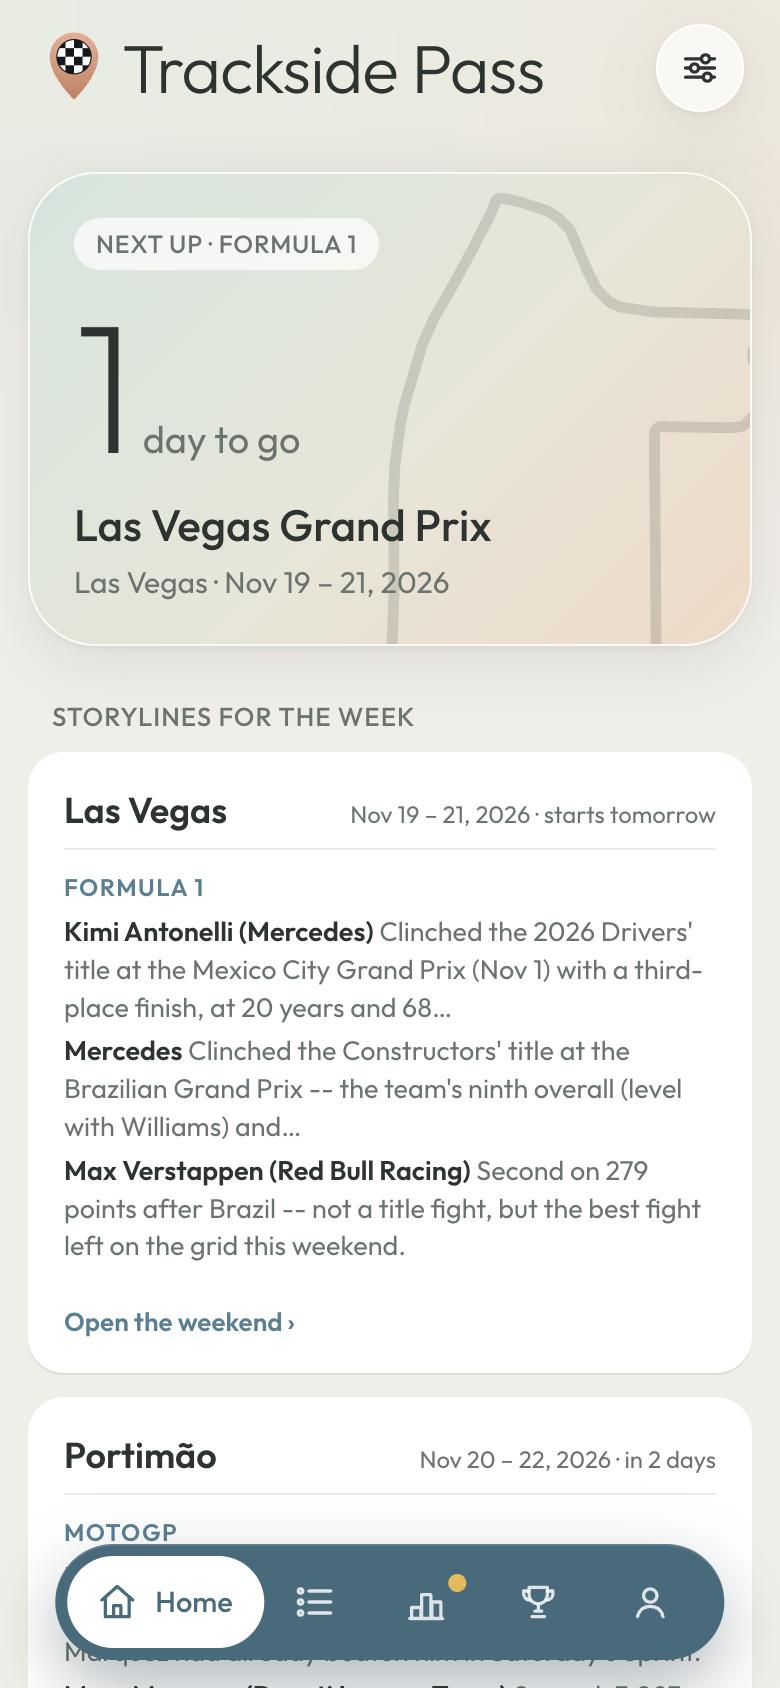 Trackside Pass
NEXT UP · FORMULA 1
1 day to go
Las Vegas Grand Prix
Las Vegas · Nov 19 – 21, 2026
STORYLINES FOR THE WEEK
Las Vegas
Nov 19 – 21, 2026 · starts tomorrow
FORMULA 1
Kimi Antonelli (Mercedes) Clinched the 2026 Drivers'
title at the Mexico City Grand Prix (Nov 1) with a third-
place finish, at 20 years and 68...
Mercedes Clinched the Constructors' title at the
Brazilian Grand Prix -- the team's ninth overall (level
with Williams) and...
Max Verstappen (Red Bull Racing) Second on 279
points after Brazil -- not a title fight, but the best fight
left on the grid this weekend.
Open the weekend ›
Portimão
Nov 20 – 22, 2026 · in 2 days
MOTOGP
Home